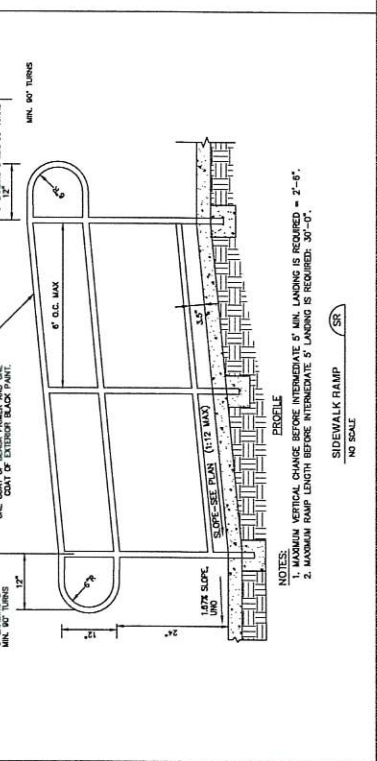 MIN. 90° TURNS
12"
6"R
MIN. 90° TURNS
COAT OF EXTERIOR BLACK PAINT.
12"
6"R
6' O.C. MAX
12"
24"
3.5"
SLOPE-SEE PLAN (1:12 MAX)
1.67% SLOPE,
UNO
PROFILE
NOTES:
1. MAXIMUM VERTICAL CHANGE BEFORE INTERMEDIATE 5' MIN. LANDING IS REQUIRED = 2'-6".
2. MAXIMUM RAMP LENGTH BEFORE INTERMEDIATE 5' LANDING IS REQUIRED: 30'-0".
SIDEWALK RAMP SR
NO SCALE